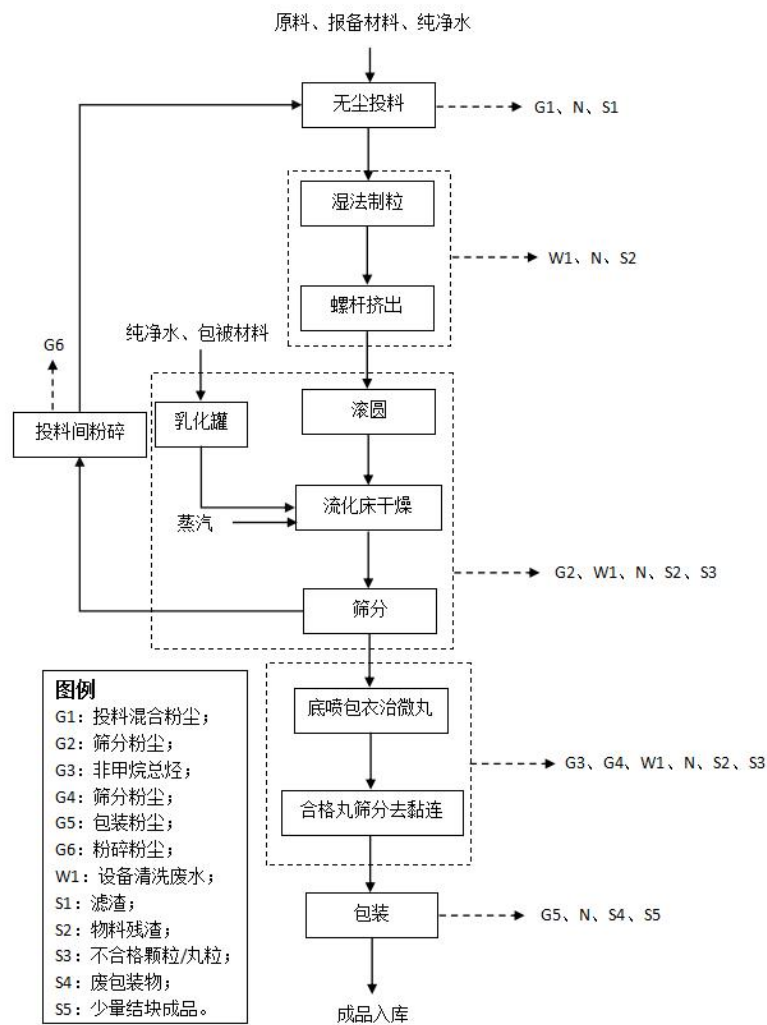 原料、报备材料、纯净水
无尘投料
G1、N、S1
湿法制粒
W1、N、S2
螺杆挤出
纯净水、包被材料
G6
滚圆
乳化罐
投料间粉碎
流化床干燥
蒸汽
G2、W1、N、S2、S3
筛分
底喷包衣治微丸
G3、G4、W1、N、S2、S3
合格丸筛分去黏连
包装
G5、N、S4、S5
成品入库
图例
G1：投料混合粉尘；
G2：筛分粉尘；
G3：非甲烷总烃；
G4：筛分粉尘；
G5：包装粉尘；
G6：粉碎粉尘；
W1：设备清洗废水；
S1：滤渣；
S2：物料残渣；
S3：不合格颗粒/丸粒；
S4：废包装物；
S5：少量结块成品。